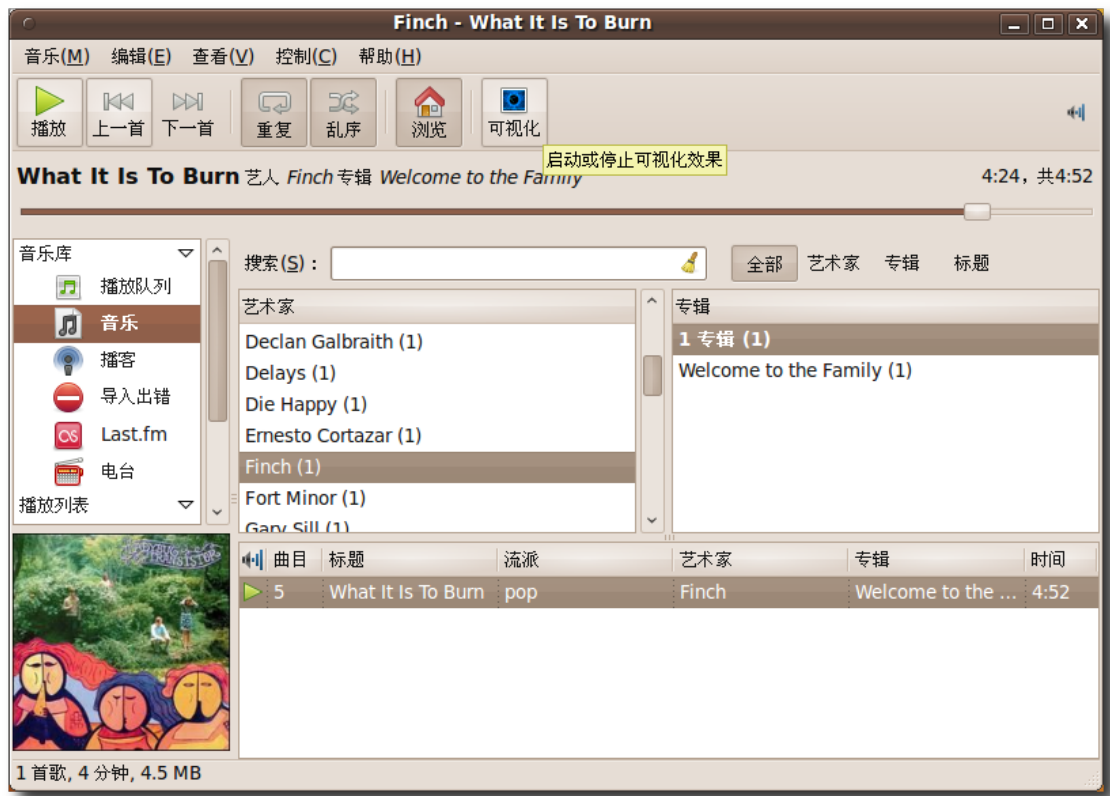 Finch - What It Is To Burn
音乐(M) 编辑(E) 查看(V) 控制(C) 帮助(H)
播放 上一首 下一首 重复 乱序 浏览 可视化
启动或停止可视化效果
What It Is To Burn 艺人 Finch 专辑 Welcome to the Family 4:24，共4:52
音乐库
播放队列
音乐
播客
导入出错
Last.fm
电台
播放列表
搜索(S)： 全部 艺术家 专辑 标题
艺术家
Declan Galbraith (1)
Delays (1)
Die Happy (1)
Ernesto Cortazar (1)
Finch (1)
Fort Minor (1)
Gary Sill (1)
专辑
1 专辑 (1)
Welcome to the Family (1)
曲目 标题 流派 艺术家 专辑 时间
5 What It Is To Burn pop Finch Welcome to the ... 4:52
1 首歌, 4 分钟, 4.5 MB